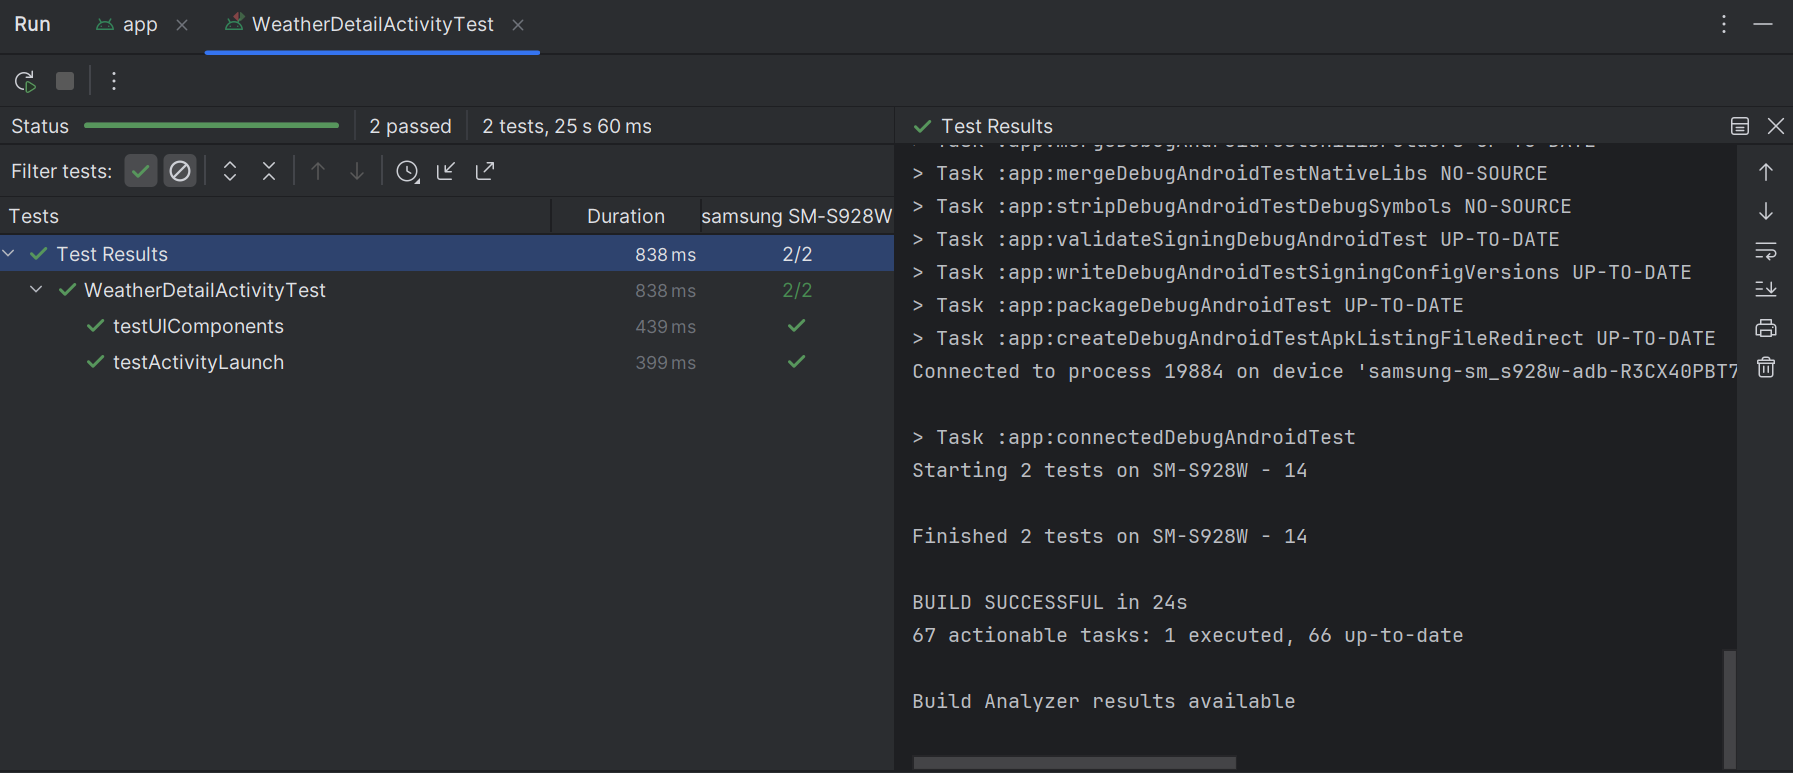 Run app WeatherDetailActivityTest
Status 2 passed 2 tests, 25 s 60 ms
Filter tests:
Tests Duration samsung SM-S928W
Test Results 838 ms 2/2
WeatherDetailActivityTest 838 ms 2/2
testUIComponents 439 ms
testActivityLaunch 399 ms
Test Results
> Task :app:mergeDebugAndroidTestNativeLibs NO-SOURCE
> Task :app:stripDebugAndroidTestDebugSymbols NO-SOURCE
> Task :app:validateSigningDebugAndroidTest UP-TO-DATE
> Task :app:writeDebugAndroidTestSigningConfigVersions UP-TO-DATE
> Task :app:packageDebugAndroidTest UP-TO-DATE
> Task :app:createDebugAndroidTestApkListingFileRedirect UP-TO-DATE
Connected to process 19884 on device 'samsung-sm_s928w-adb-R3CX40PBT7
> Task :app:connectedDebugAndroidTest
Starting 2 tests on SM-S928W - 14
Finished 2 tests on SM-S928W - 14
BUILD SUCCESSFUL in 24s
67 actionable tasks: 1 executed, 66 up-to-date
Build Analyzer results available